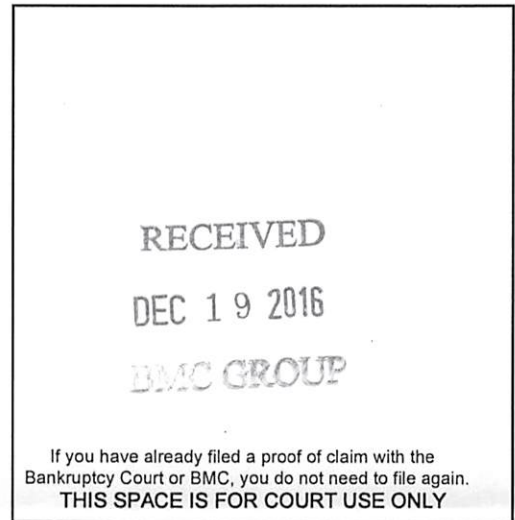 RECEIVED
DEC 19 2016
BMC GROUP
If you have already filed a proof of claim with the
Bankruptcy Court or BMC, you do not need to file again.
THIS SPACE IS FOR COURT USE ONLY